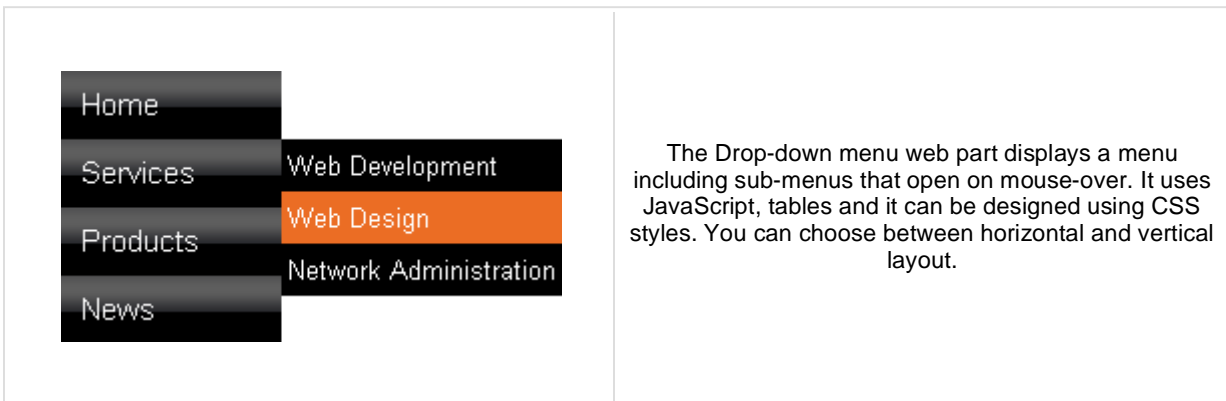 Home
Services
Products
News
Web Development
Web Design
Network Administration
The Drop-down menu web part displays a menu
including sub-menus that open on mouse-over. It uses
JavaScript, tables and it can be designed using CSS
styles. You can choose between horizontal and vertical
layout.